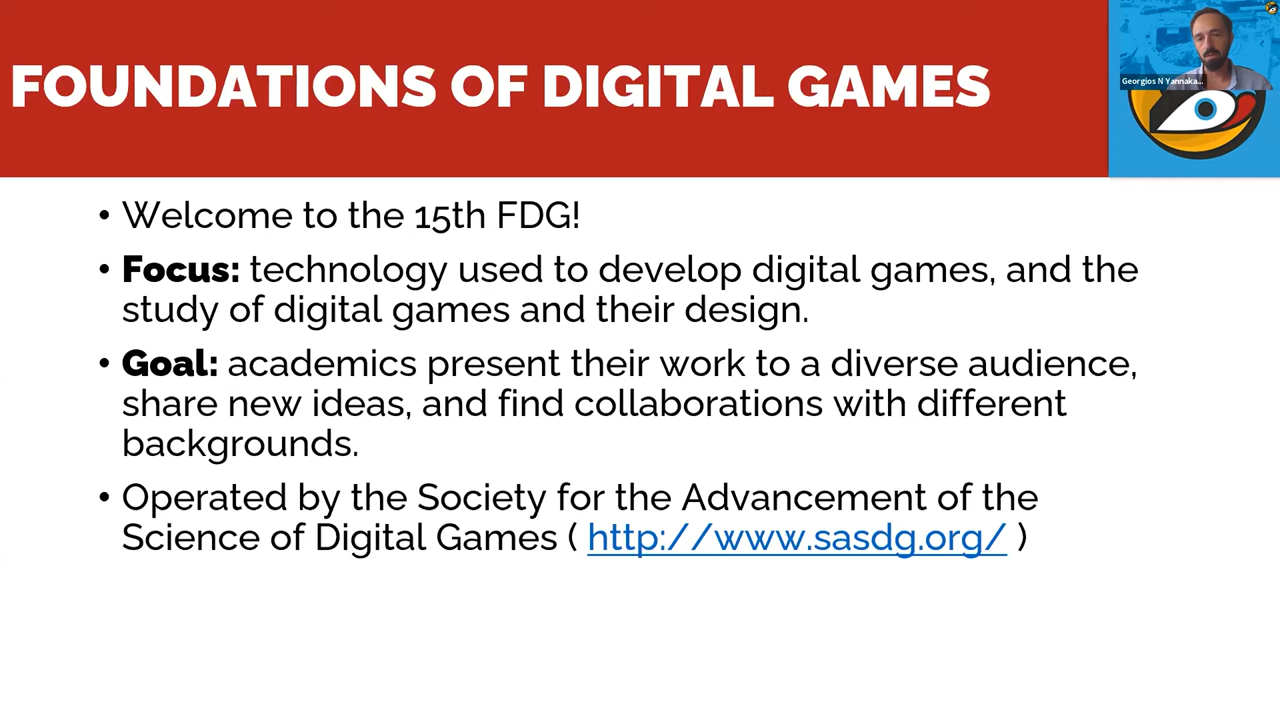 FOUNDATIONS OF DIGITAL GAMES
Georgios N Yannaka...
• Welcome to the 15th FDG!
• Focus: technology used to develop digital games, and the
study of digital games and their design.
• Goal: academics present their work to a diverse audience,
share new ideas, and find collaborations with different
backgrounds.
• Operated by the Society for the Advancement of the
Science of Digital Games ( http://www.sasdg.org/ )